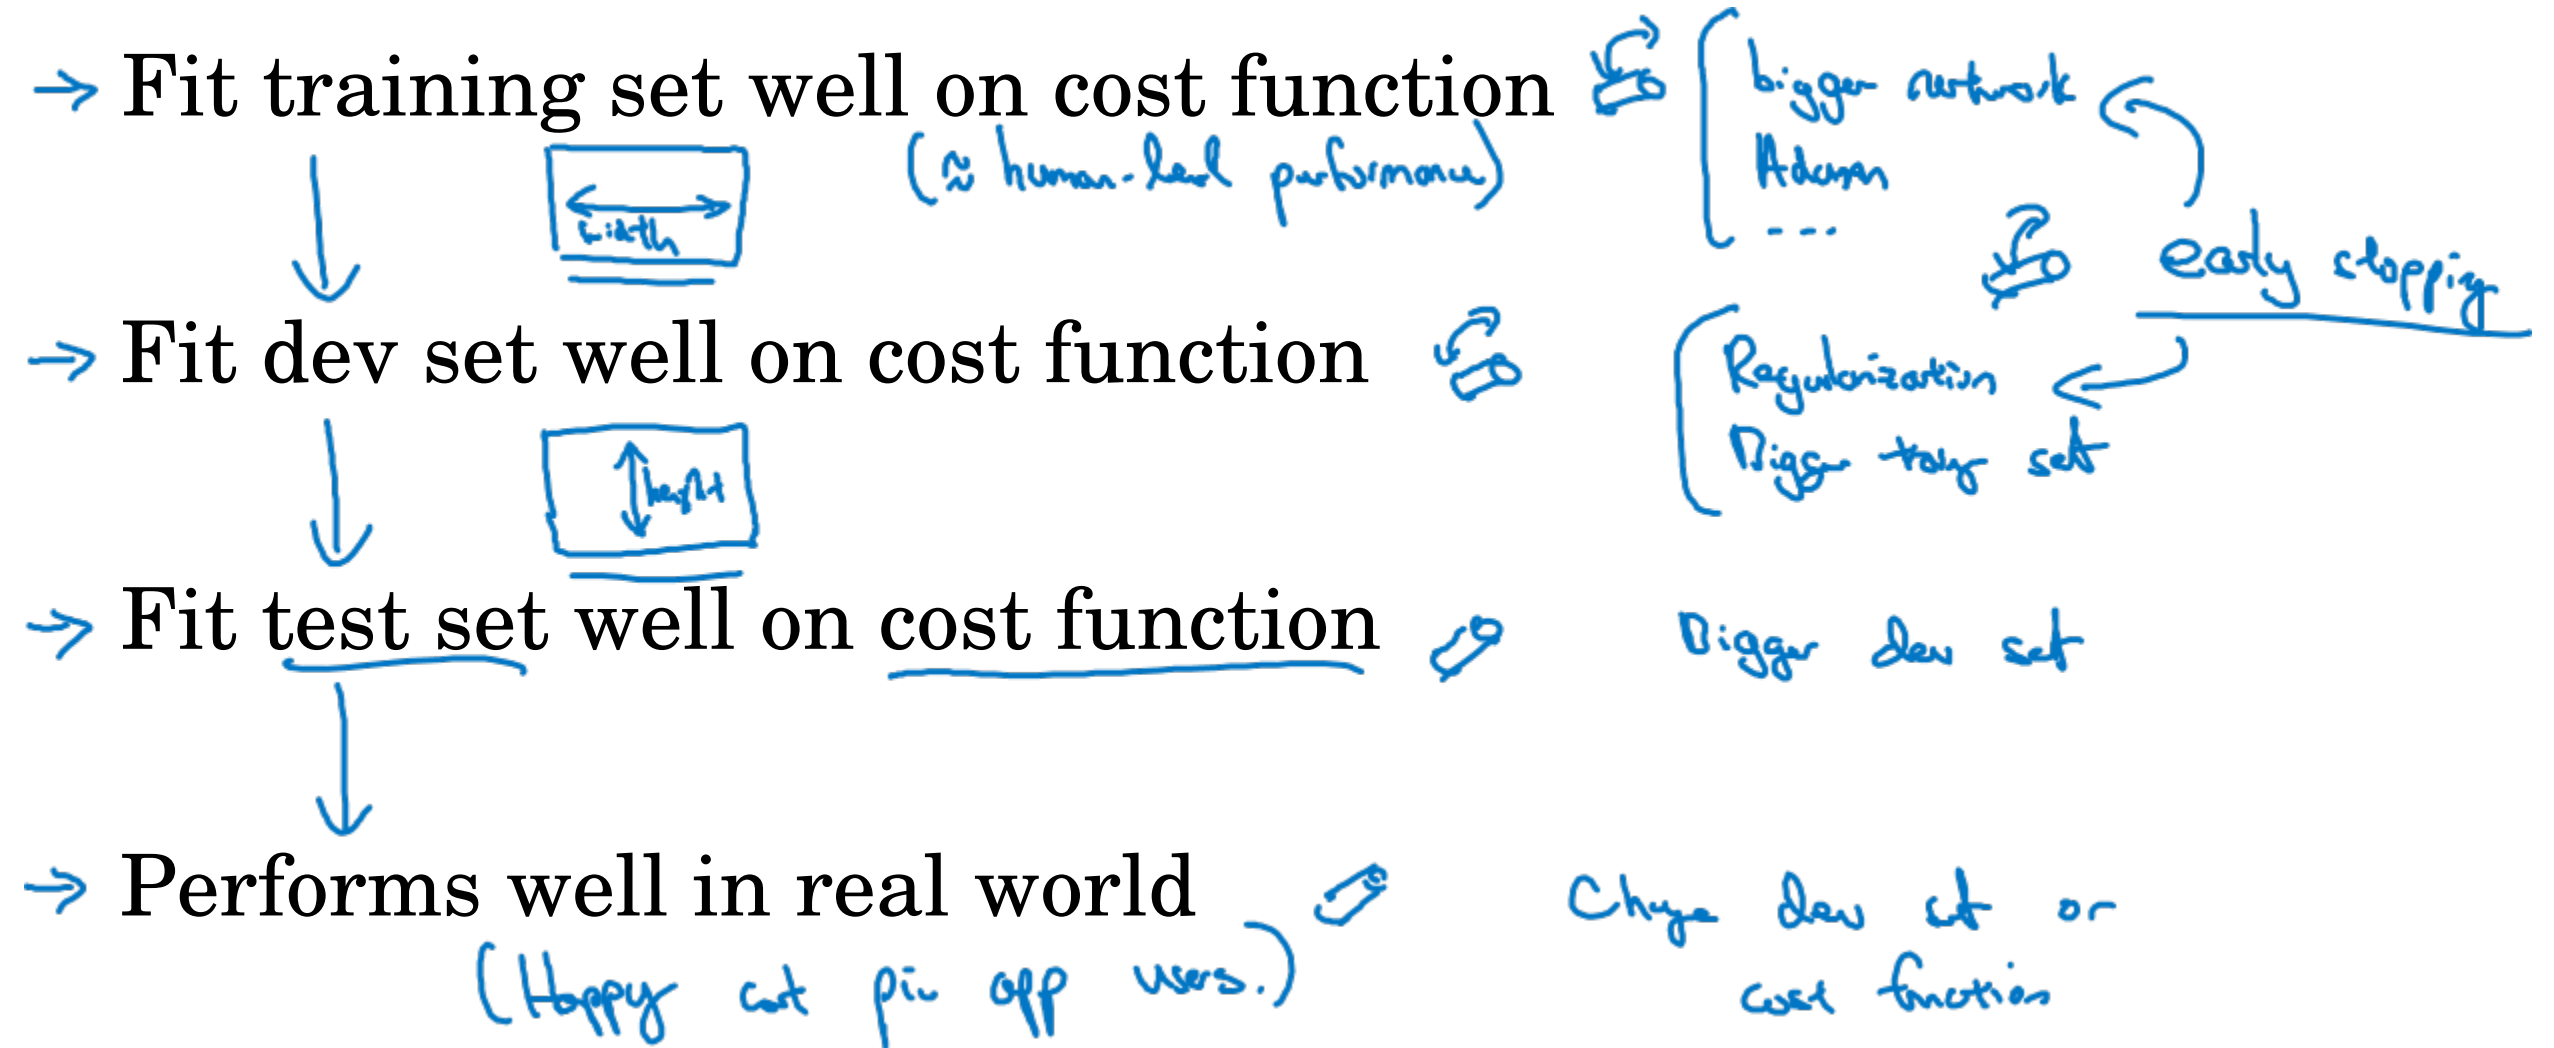 → Fit training set well on cost function
(≈ human-level performance)
bigger network
Adam
....
width
early stopping
→ Fit dev set well on cost function
Regularization
Bigger set
height
→ Fit test set well on cost function
Bigger dev set
→ Performs well in real world
(Happy cat pic app users.)
Change dev set or
cost function